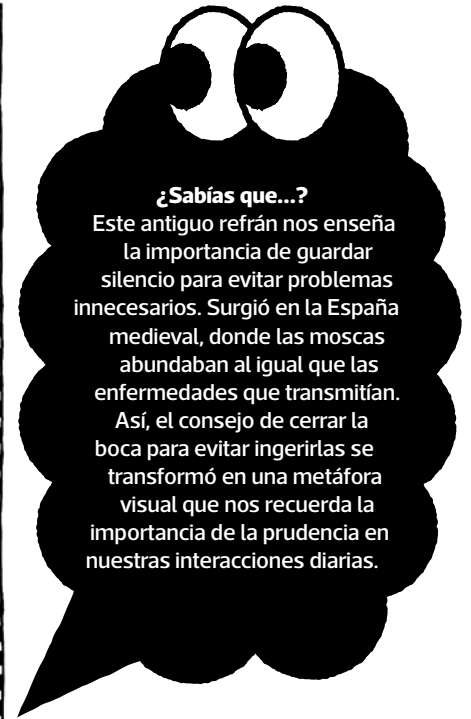 ¿Sabías que...?
Este antiguo refrán nos enseña
la importancia de guardar
silencio para evitar problemas
innecesarios. Surgió en la España
medieval, donde las moscas
abundaban al igual que las
enfermedades que transmitían.
Así, el consejo de cerrar la
boca para evitar ingerirlas se
transformó en una metáfora
visual que nos recuerda la
importancia de la prudencia en
nuestras interacciones diarias.